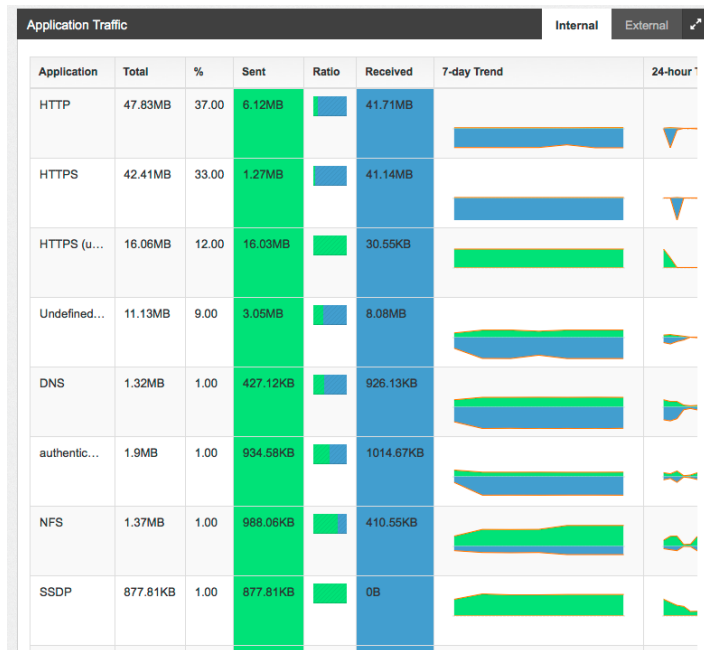 Application Traffic Internal External
Application Total % Sent Ratio Received 7-day Trend 24-hour
HTTP 47.83MB 37.00 6.12MB 41.71MB
HTTPS 42.41MB 33.00 1.27MB 41.14MB
HTTPS (u... 16.06MB 12.00 16.03MB 30.55KB
Undefined... 11.13MB 9.00 3.05MB 8.08MB
DNS 1.32MB 1.00 427.12KB 926.13KB
authentic... 1.9MB 1.00 934.58KB 1014.67KB
NFS 1.37MB 1.00 988.06KB 410.55KB
SSDP 877.81KB 1.00 877.81KB 0B